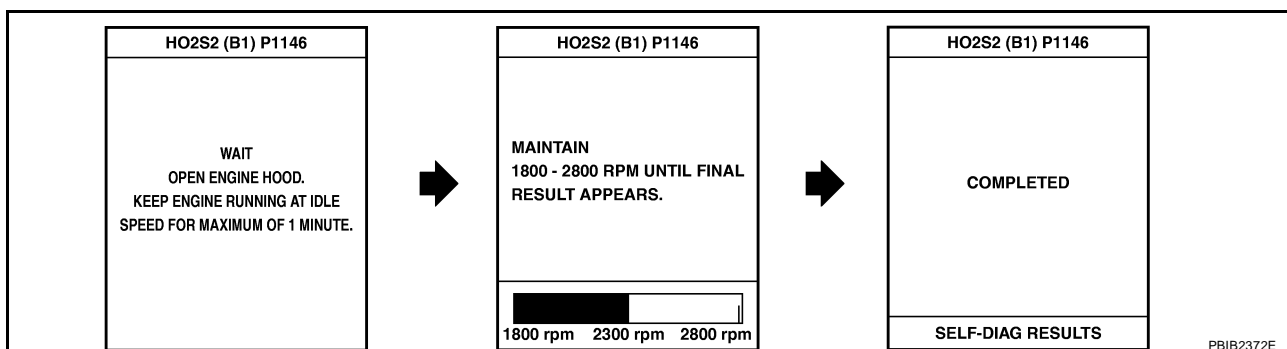 HO2S2 (B1) P1146
WAIT
OPEN ENGINE HOOD.
KEEP ENGINE RUNNING AT IDLE
SPEED FOR MAXIMUM OF 1 MINUTE.
HO2S2 (B1) P1146
MAINTAIN
1800 - 2800 RPM UNTIL FINAL
RESULT APPEARS.
1800 rpm 2300 rpm 2800 rpm
HO2S2 (B1) P1146
COMPLETED
SELF-DIAG RESULTS
PBIB2372E